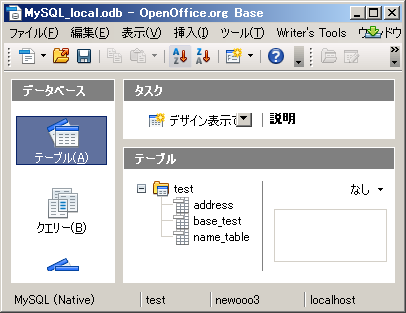 MySQL_local.odb - OpenOffice.org Base
ファイル(F) 編集(E) 表示(V) 挿入(I) ツール(T) Writer's Tools ウ ドウ
データベース
タスク
テーブル(A)
クエリー(B)
デザイン表示で
説明
テーブル
test
address
base_test
name_table
なし
MySQL (Native) test newooo3 localhost